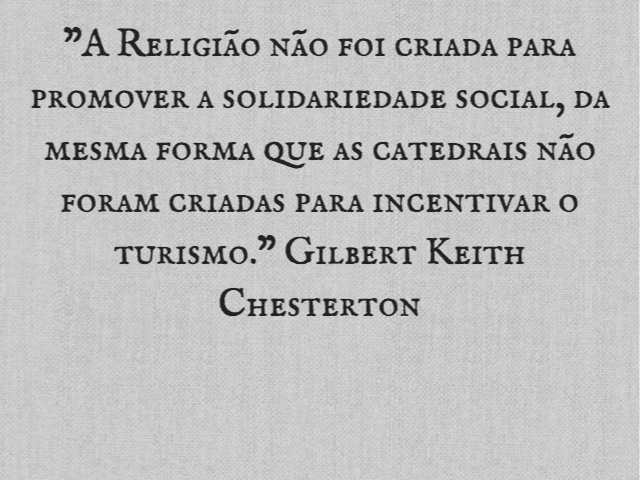 ”A Religião não foi criada para
promover a solidariedade social, da
mesma forma que as catedrais não
foram criadas para incentivar o
turismo.” Gilbert Keith
Chesterton